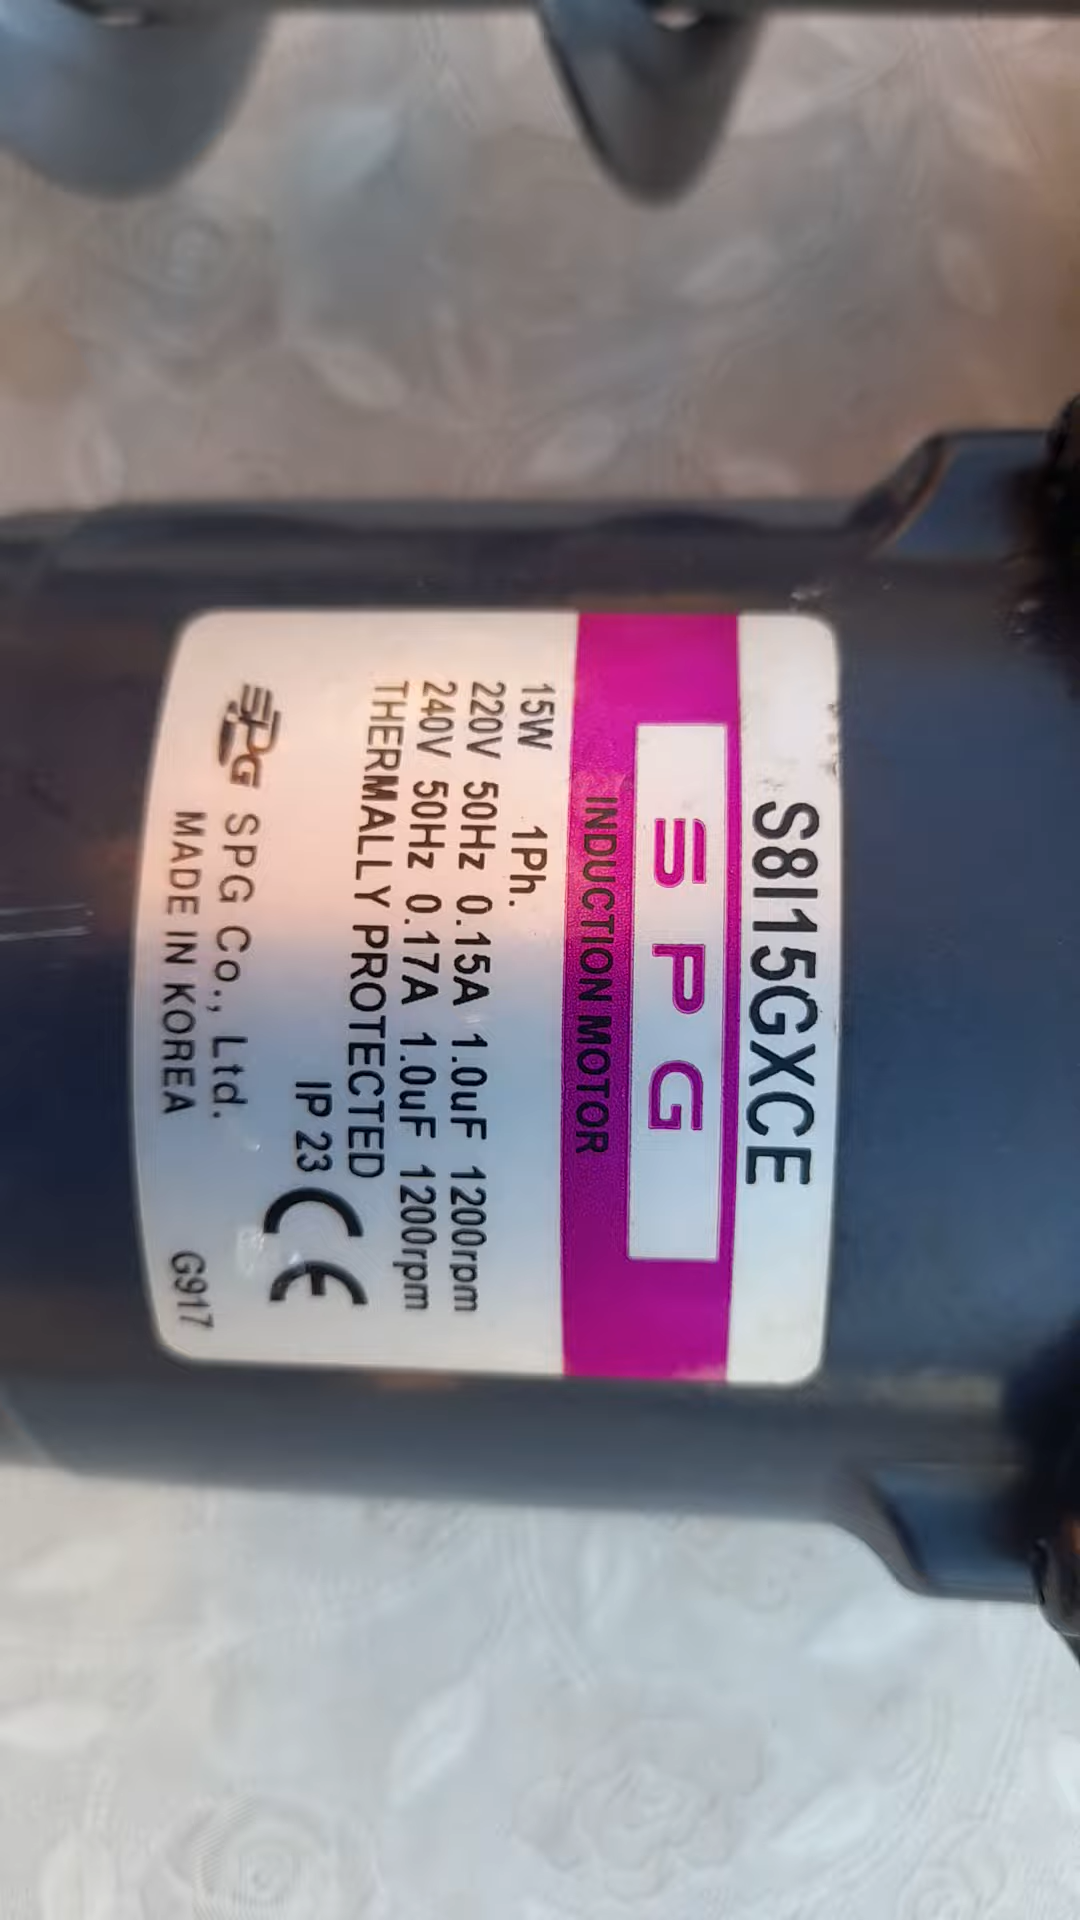 S8I15GXCE
SPG
INDUCTION MOTOR
15W 1Ph.
220V 50Hz 0.15A 1.0uF 1200rpm
240V 50Hz 0.17A 1.0uF 1200rpm
THERMALLY PROTECTED
IP 23 CE
SPG SPG Co., Ltd.
MADE IN KOREA G917